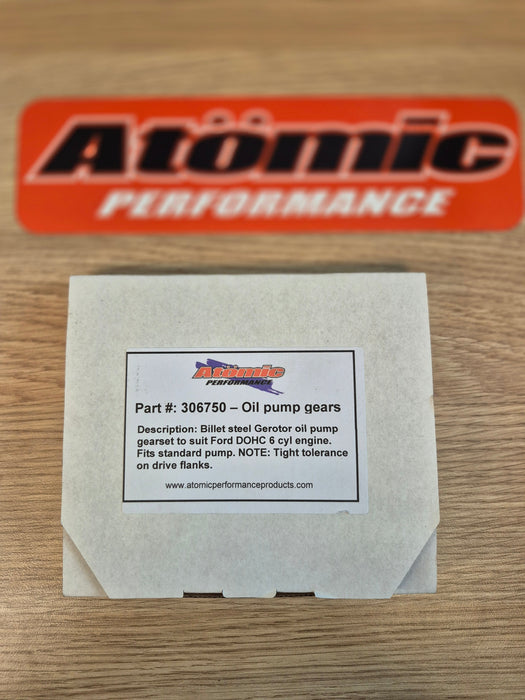 Atömic
PERFORMANCE
Atömic
PERFORMANCE
Part #: 306750 – Oil pump gears
Description: Billet steel Gerotor oil pump
gearset to suit Ford DOHC 6 cyl engine.
Fits standard pump. NOTE: Tight tolerance
on drive flanks.
www.atomicperformanceproducts.com